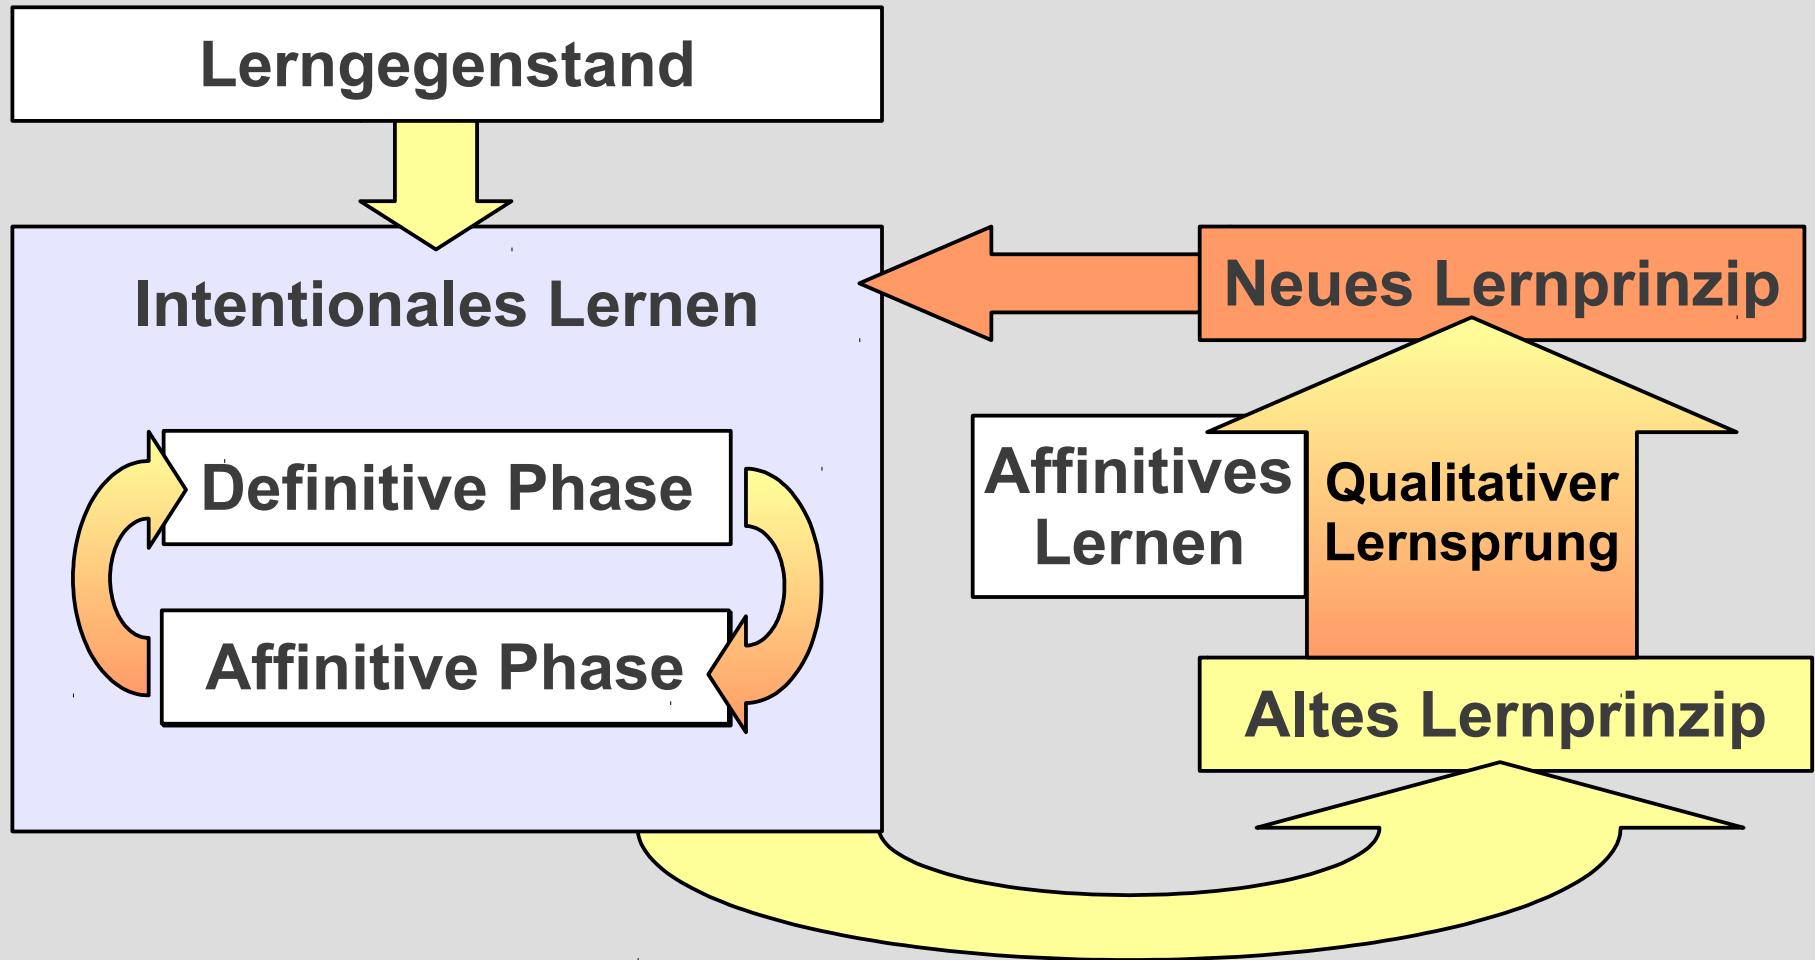 Lerngegenstand
Intentionales Lernen
Definitive Phase
Affinitive Phase
Neues Lernprinzip
Affinitives
Lernen
Qualitativer
Lernsprung
Altes Lernprinzip